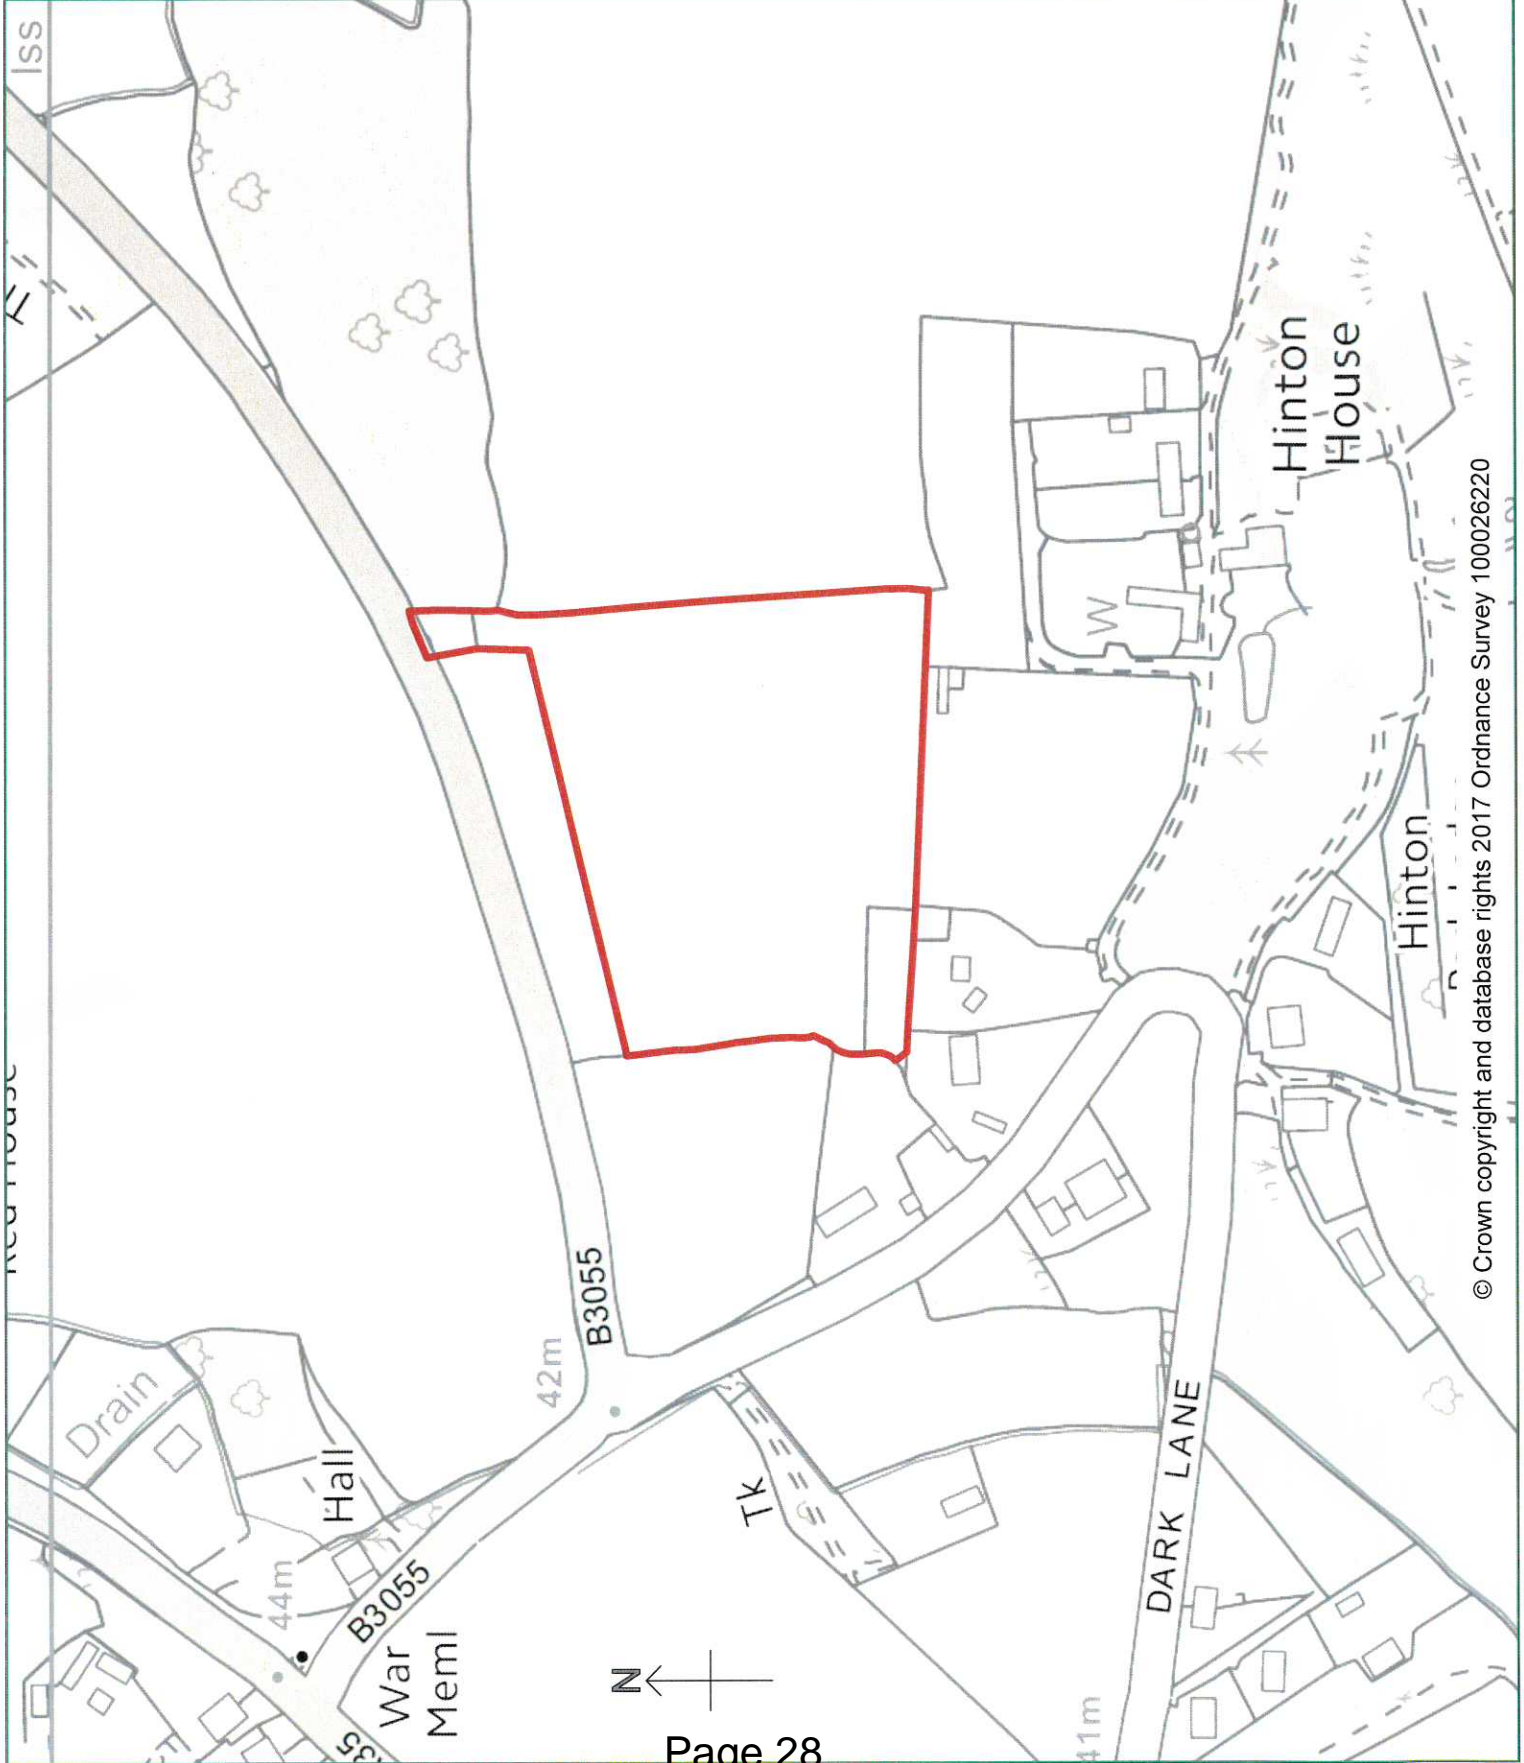 Iss
Drain
Hall
42m
B3055
44m
B3055
War
Meml
35
Tk
DARK LANE
41m
W
Hinton
House
Hinton
N
© Crown copyright and database rights 2017 Ordnance Survey 100026220
Page 28